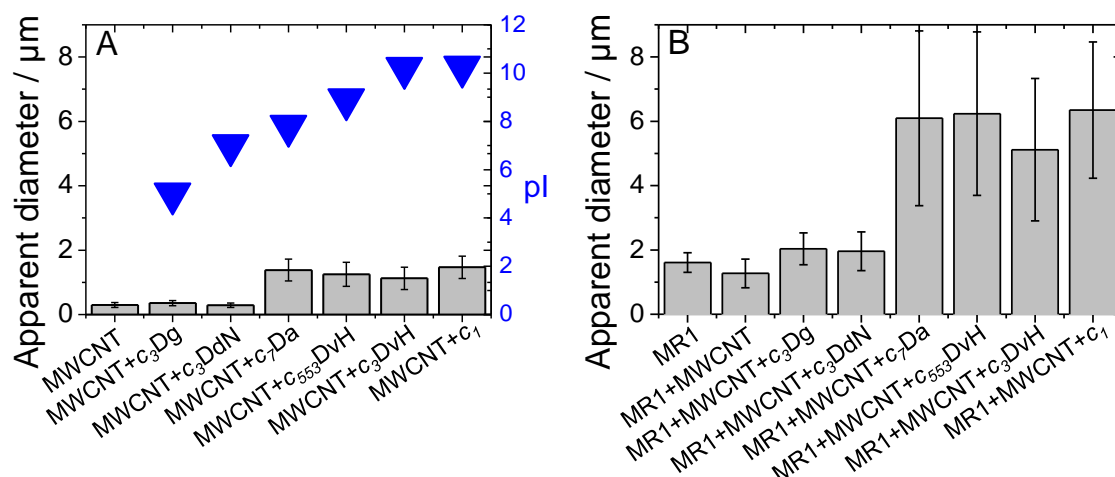 A
Apparent diameter / µm
8
6
4
2
0
12
10
8
6
4
2
0
pI
MWCNT
MWCNT+c₃Dg
MWCNT+c₃DdN
MWCNT+c₇Da
MWCNT+c₅₅₃DvH
MWCNT+c₃DvH
MWCNT+c₁
B
Apparent diameter / µm
8
6
4
2
0
MR1
MR1+MWCNT
MR1+MWCNT+c₃Dg
MR1+MWCNT+c₃DdN
MR1+MWCNT+c₇Da
MR1+MWCNT+c₅₅₃DvH
MR1+MWCNT+c₃DvH
MR1+MWCNT+c₁